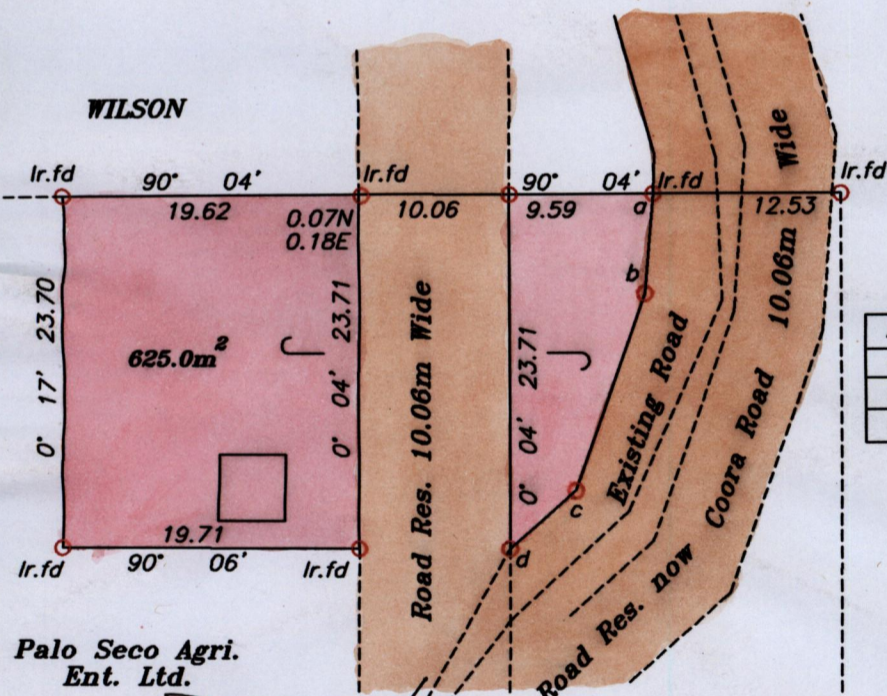 WILSON
Ir.fd
90° 04'
Ir.fd
90° 04'
Ir.fd
Ir.fd
19.62
10.06
9.59
a
12.53
0.07N
0.18E
b
0° 17' 23.70
625.0m²
0° 04' 23.71
Road Res. 10.06m Wide
0° 04' 23.71
Existing Road
Road Res. now Coora Road 10.06m Wide
c
19.71
d
Ir.fd
90° 06'
Ir.fd
Palo Seco Agri.
Ent. Ltd.